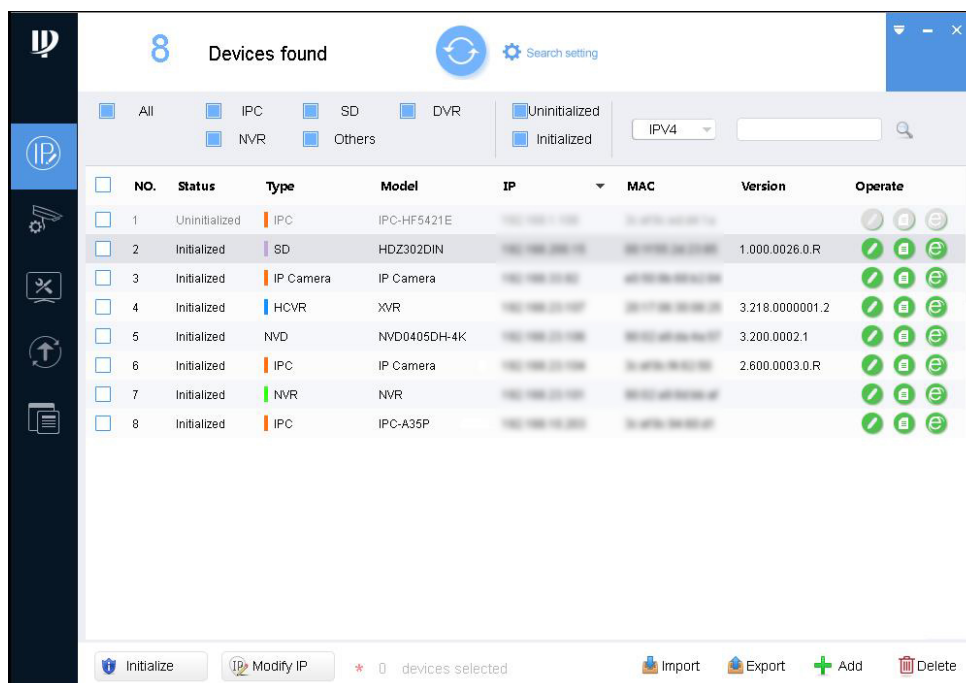 8 Devices found Search setting
All IPC SD DVR Uninitialized
NVR Others Initialized IPV4
NO. Status Type Model IP MAC Version Operate
1 Uninitialized IPC IPC-HF5421E
2 Initialized SD HDZ302DIN 1.000.0026.0.R
3 Initialized IP Camera IP Camera
4 Initialized HCVR XVR 3.218.0000001.2
5 Initialized NVD NVD0405DH-4K 3.200.0002.1
6 Initialized IPC IP Camera 2.600.0003.0.R
7 Initialized NVR NVR
8 Initialized IPC IPC-A35P
Initialize IP Modify IP * 0 devices selected Import Export Add Delete